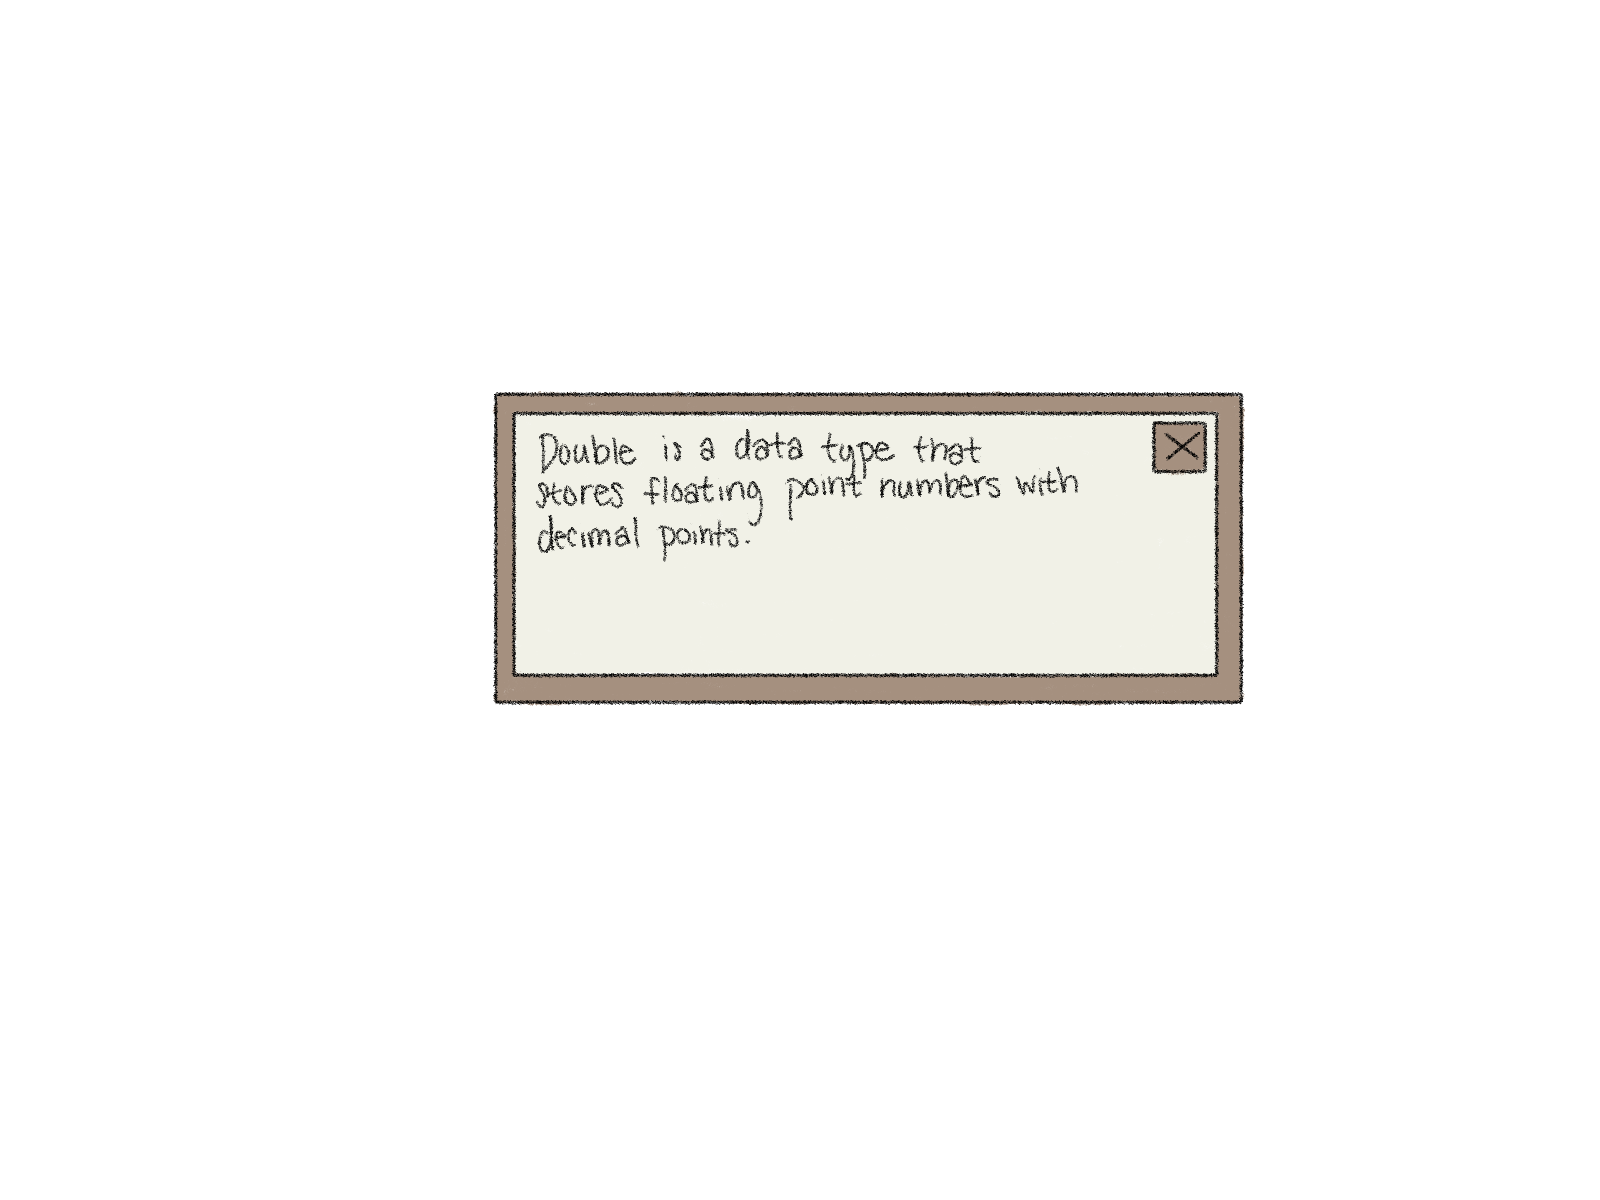 Double is a data type that
stores floating point numbers with
decimal points.